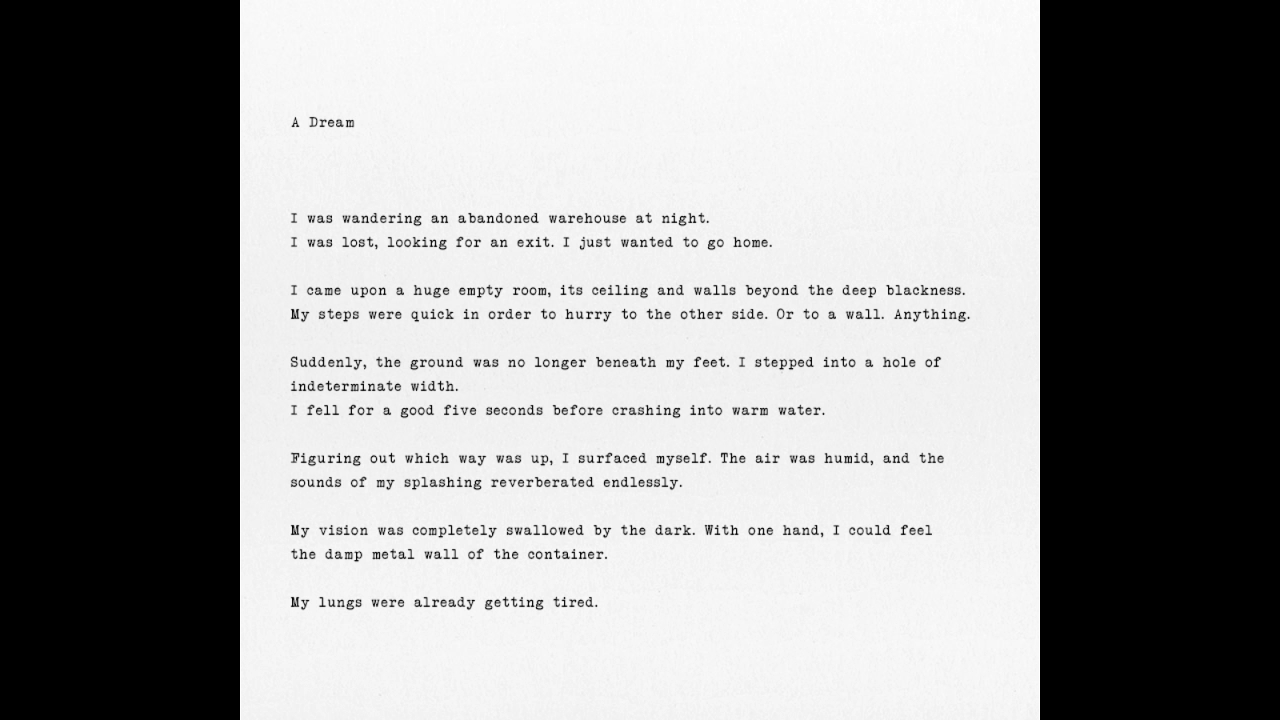 A Dream
I was wandering an abandoned warehouse at night.
I was lost, looking for an exit. I just wanted to go home.
I came upon a huge empty room, its ceiling and walls beyond the deep blackness.
My steps were quick in order to hurry to the other side. Or to a wall. Anything.
Suddenly, the ground was no longer beneath my feet. I stepped into a hole of
indeterminate width.
I fell for a good five seconds before crashing into warm water.
Figuring out which way was up, I surfaced myself. The air was humid, and the
sounds of my splashing reverberated endlessly.
My vision was completely swallowed by the dark. With one hand, I could feel
the damp metal wall of the container.
My lungs were already getting tired.